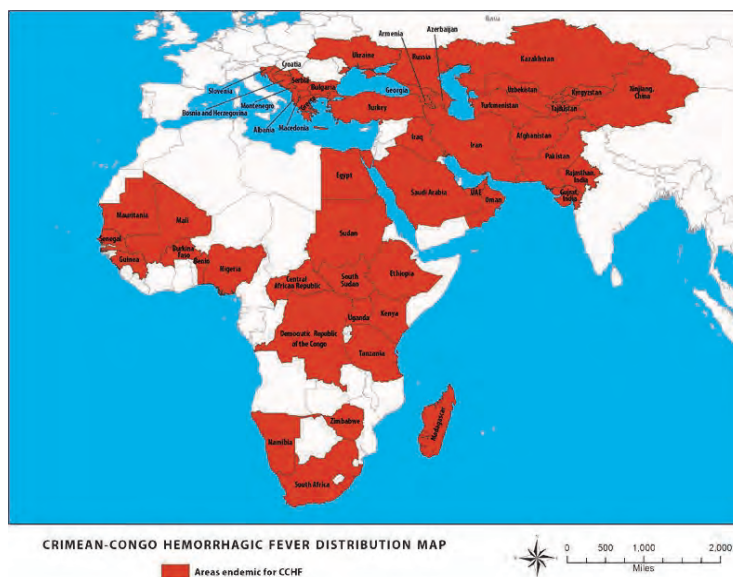 Russia
Azerbaijan
Armenia
Ukraine
Russia
Kazakhstan
Croatia
Serbia
Slovenia
Bulgaria
Georgia
Uzbekistan
Kyrgyzstan
Xinjiang,
China
Montenegro
Turkey
Turkmenistan
Tajikistan
Bosnia and Herzegorina
Albania
Macedonia
Greece
Afghanistan
Iraq
Iran
Pakistan
Egypt
Rajasthan,
India
Saudi Arabia
UAE
Oman
Gujrat,
India
Mauritania
Mali
Senegal
Sudan
Burkina
Faso
Guinea
Benin
Nigeria
Central
African Republic
South
Sudan
Ethiopia
Uganda
Kenya
Democratic Republic
of the Congo
Tanzania
Zimbabwe
Madagascar
Namibia
South Africa
CRIMEAN-CONGO HEMORRHAGIC FEVER DISTRIBUTION MAP
Areas endemic for CCHF
0 500 1,000 2,000
Miles